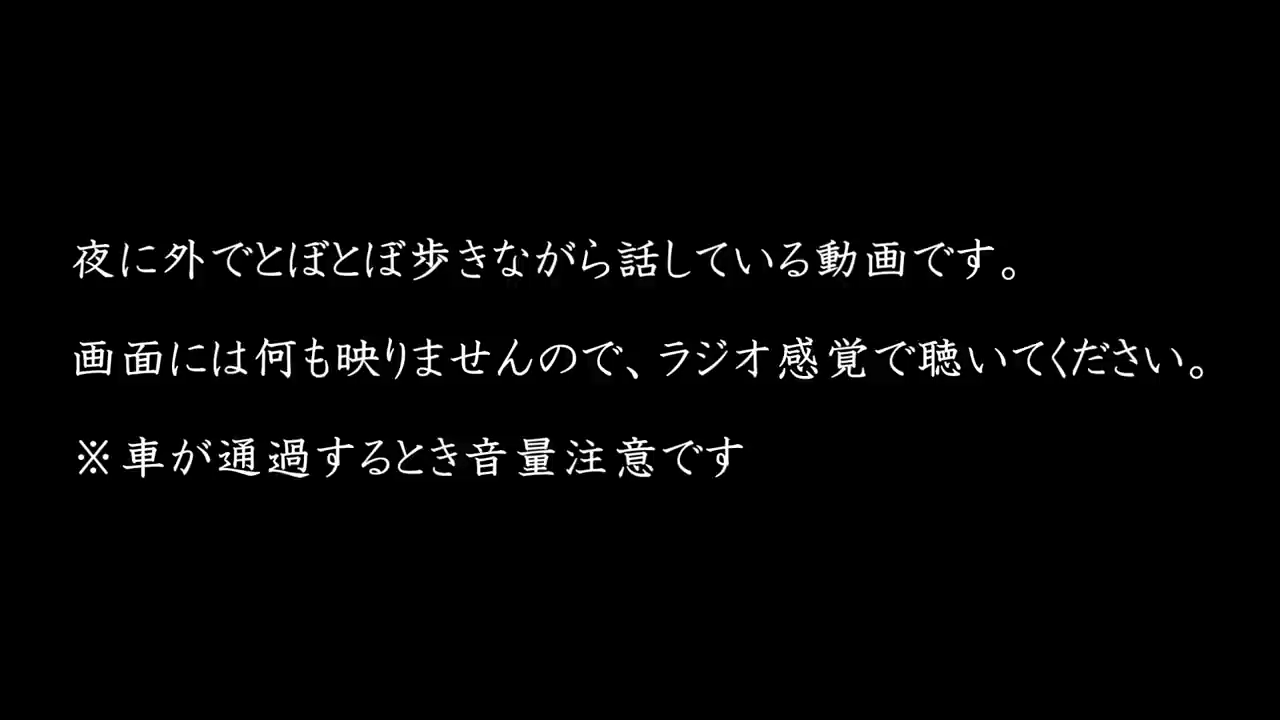 夜に外でとぼとぼ歩きながら話している動画です。
画面には何も映りませんので、ラジオ感覚で聴いてください。
※車が通過するとき音量注意です